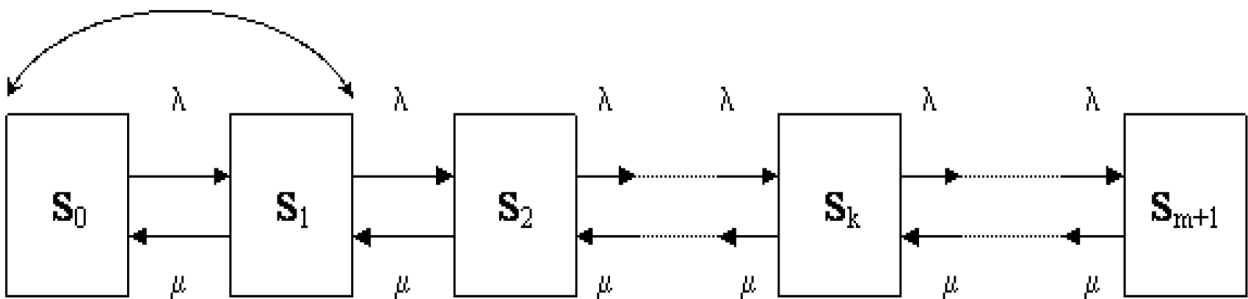 λ λ λ λ λ λ
S0 S1 S2 Sk Sm+1
μ μ μ μ μ μ